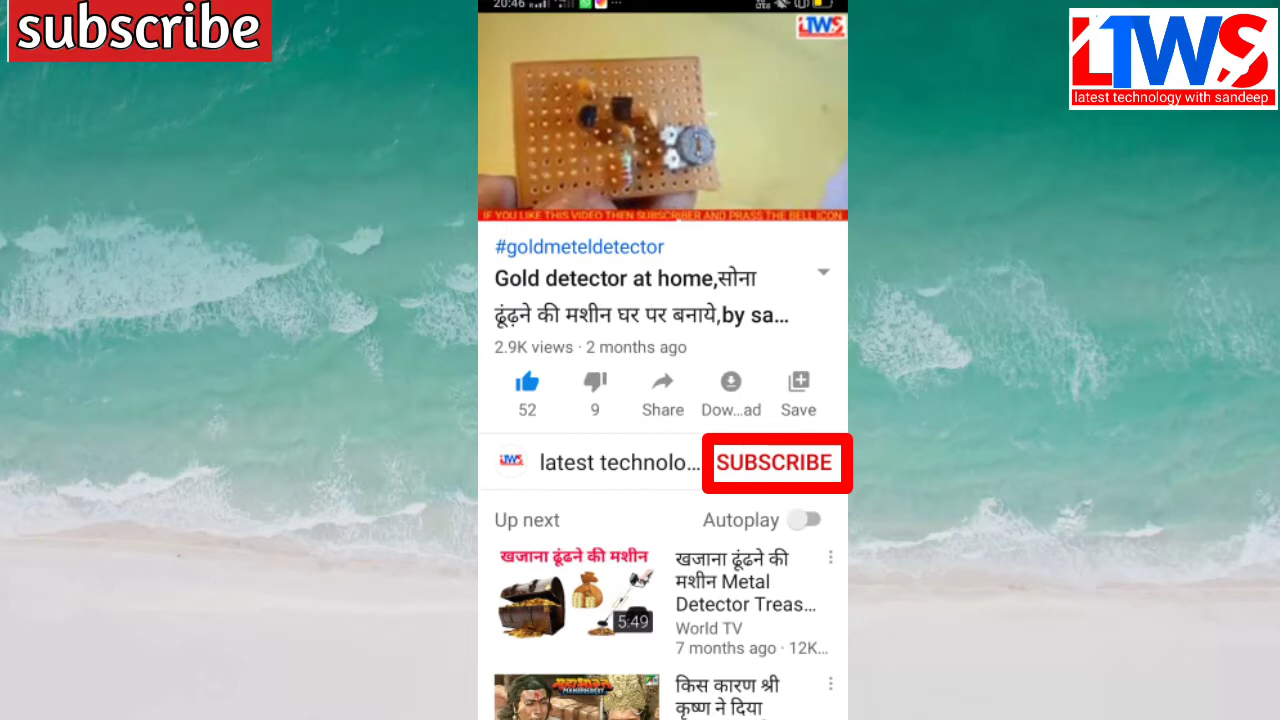 subscribe
LTWS
latest technology with sandeep
20:46
LTWS
IF YOU LIKE THIS VIDEO THEN SUBSCRIBER AND PRASS THE BELL ICON
#goldmeteldetector
Gold detector at home,सोना
ढूंढ़ने की मशीन घर पर बनाये,by sa…
2.9K views · 2 months ago
52
9
Share
Dow…ad
Save
LTWS
latest technolo…
SUBSCRIBE
Up next
Autoplay
खजाना ढूंढने की मशीन
5:49
खजाना ढूंढने की
मशीन Metal
Detector Treas…
World TV
7 months ago · 12K…
किस कारण श्री
कृष्ण ने दिया